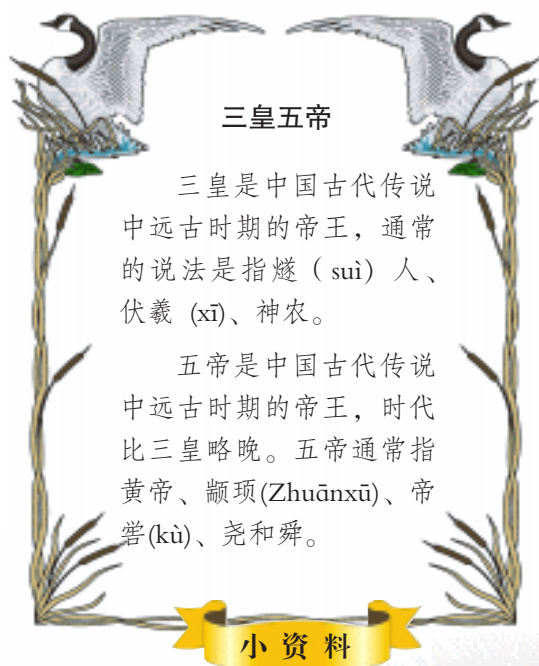 三皇五帝
三皇是中国古代传说
中远古时期的帝王，通常
的说法是指燧（suì）人、
伏羲 (xī)、神农。
五帝是中国古代传说
中远古时期的帝王，时代
比三皇略晚。五帝通常指
黄帝、颛顼(Zhuānxū)、帝
喾(kù)、尧和舜。
小资料